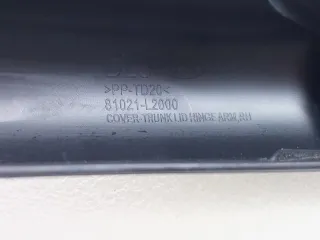 >PP-TD20<
81021-L2000
COVER-TRUNK LID HINGE ARM,RH